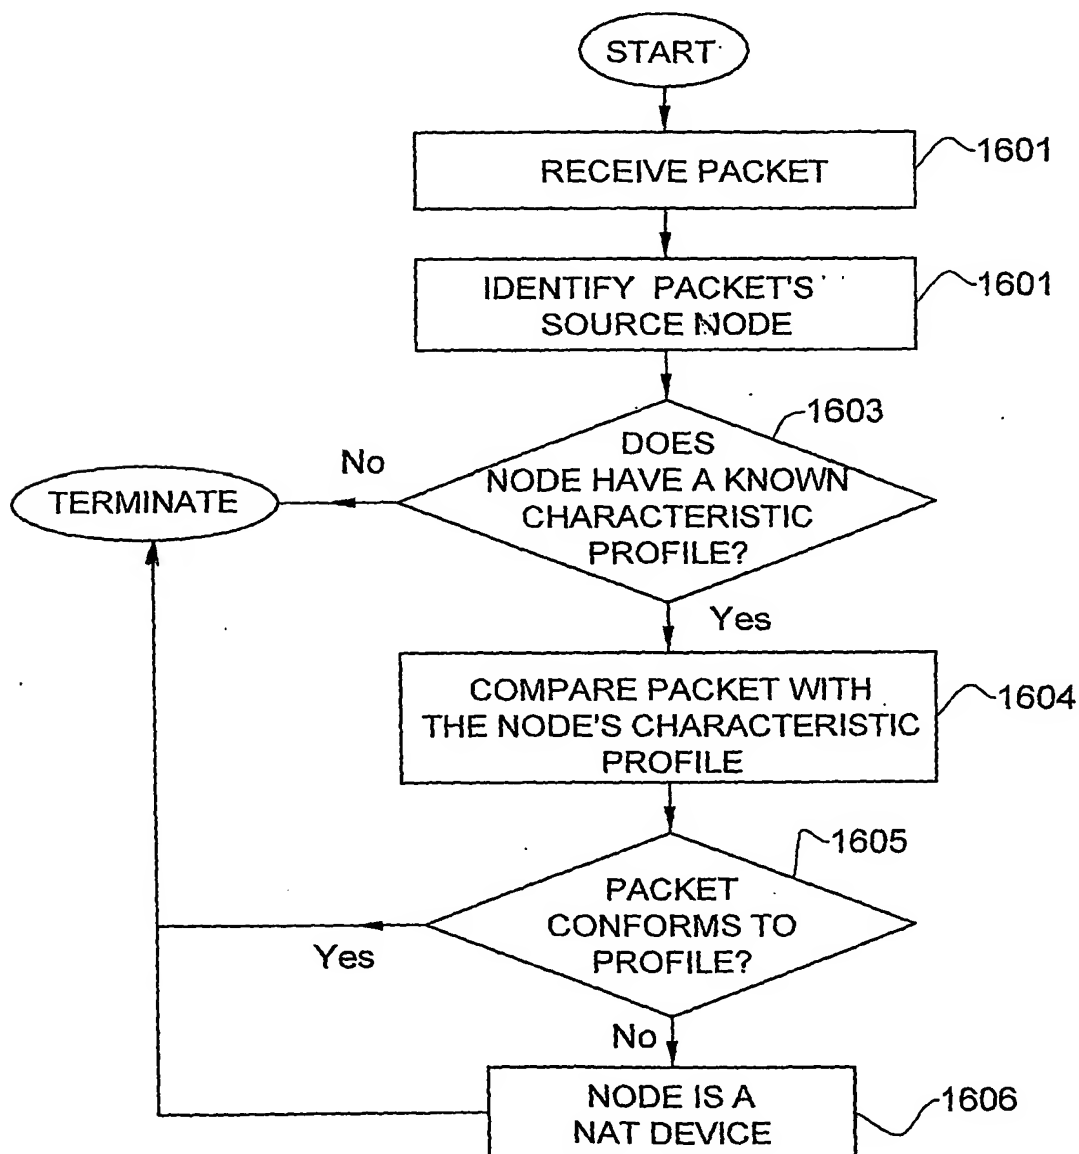 START
RECEIVE PACKET
1601
IDENTIFY PACKET'S
SOURCE NODE
1601
DOES
NODE HAVE A KNOWN
CHARACTERISTIC
PROFILE?
1603
No
TERMINATE
Yes
COMPARE PACKET WITH
THE NODE'S CHARACTERISTIC
PROFILE
1604
PACKET
CONFORMS TO
PROFILE?
1605
Yes
No
NODE IS A
NAT DEVICE
1606